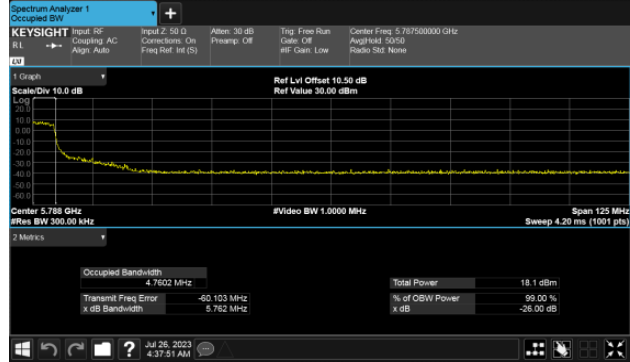 Spectrum Analyzer 1
Occupied BW
KEYSIGHT
RL
LXI
Input: RF
Coupling: AC
Align: Auto
Input Z: 50 Ω
Corrections: On
Freq Ref: Int (S)
Atten: 30 dB
Preamp: Off
Trig: Free Run
Gate: Off
#IF Gain: Low
Center Freq: 5.787500000 GHz
Avg|Hold: 50/50
Radio Std: None
1 Graph
Scale/Div 10.0 dB
Ref Lvl Offset 10.50 dB
Ref Value 30.00 dBm
Log
20.0
10.0
0.00
-10.0
-20.0
-30.0
-40.0
-50.0
-60.0
Center 5.788 GHz
#Res BW 300.00 kHz
#Video BW 1.0000 MHz
Span 125 MHz
Sweep 4.20 ms (1001 pts)
2 Metrics
Occupied Bandwidth
4.7602 MHz
Transmit Freq Error -60.103 MHz
x dB Bandwidth 5.762 MHz
Total Power 18.1 dBm
% of OBW Power 99.00 %
x dB -26.00 dB
Jul 26, 2023
4:37:51 AM